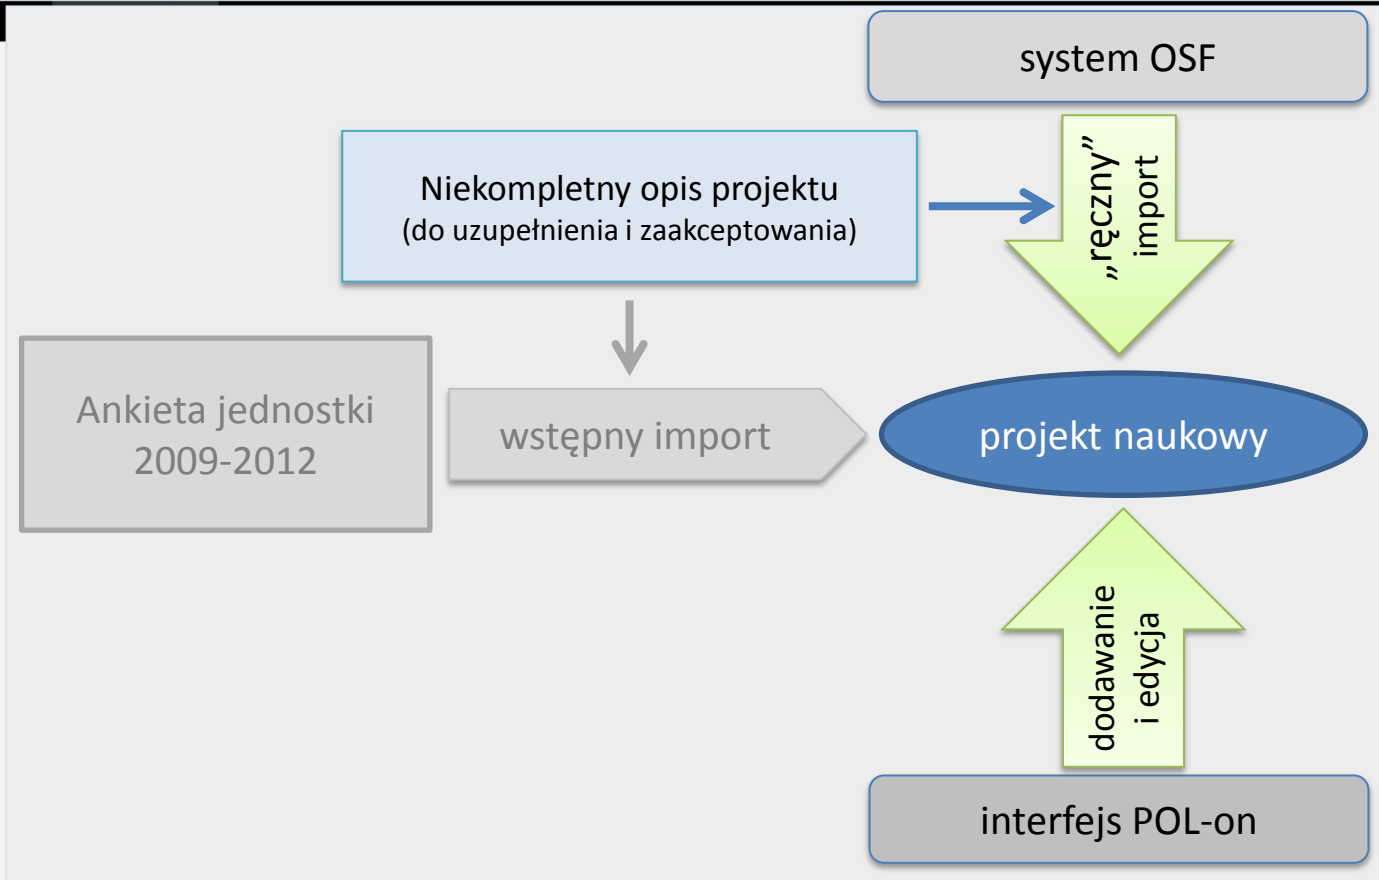 system OSF
„ręczny”
import
Niekompletny opis projektu
(do uzupełnienia i zaakceptowania)
Ankieta jednostki
2009-2012
wstępny import
projekt naukowy
dodawanie
i edycja
interfejs POL-on